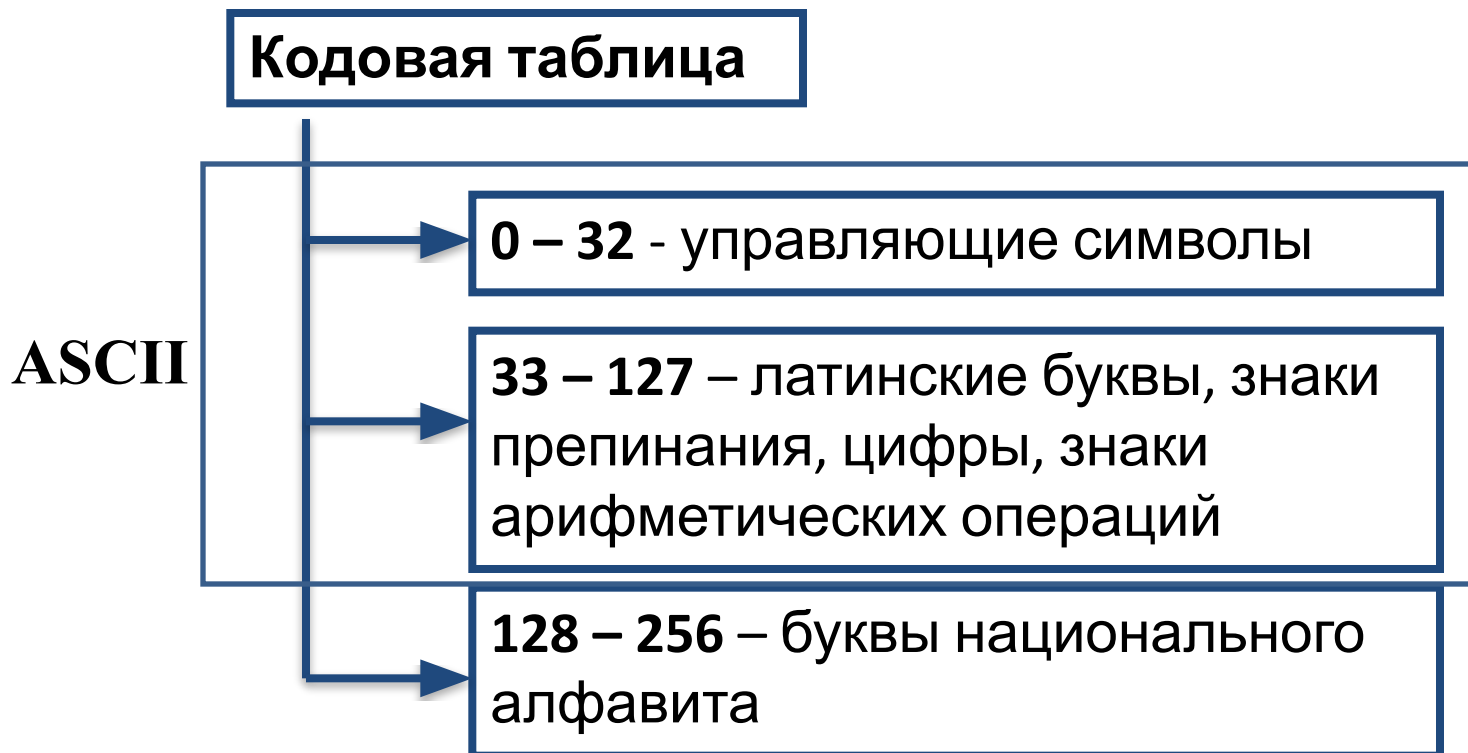 Кодовая таблица
0 – 32 - управляющие символы
ASCII
33 – 127 – латинские буквы, знаки
препинания, цифры, знаки
арифметических операций
128 – 256 – буквы национального
алфавита